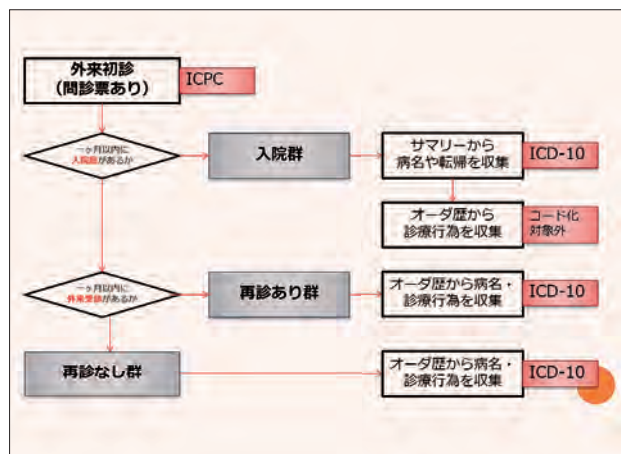 外来初診
(問診票あり)
ICPC
一ヶ月以内に
入院歴があるか
入院群
サマリーから
病名や転帰を収集
ICD-10
オーダ歴から
診療行為を収集
コード化
対象外
一ヶ月以内に
外来受診があるか
再診あり群
オーダ歴から病名・
診療行為を収集
ICD-10
再診なし群
オーダ歴から病名・
診療行為を収集
ICD-10